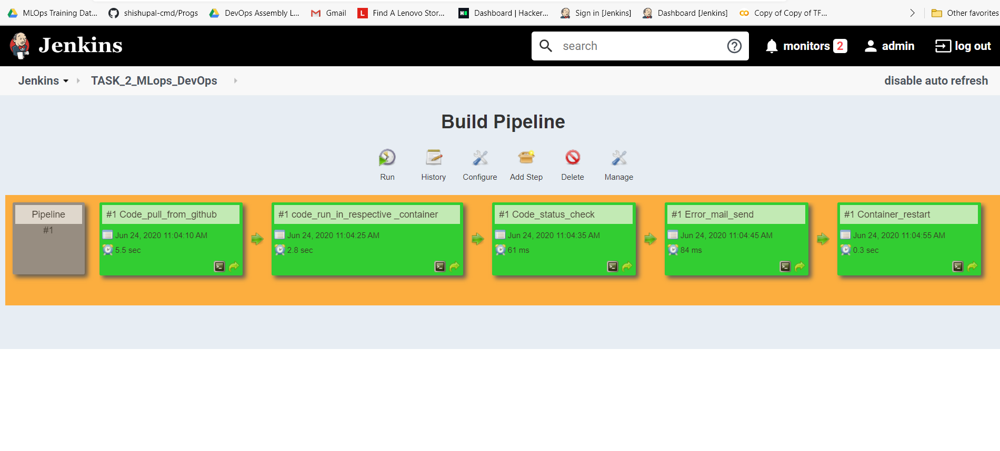 MLOps Training Dat...
shishupal-cmd/Progs
DevOps Assembly L...
Gmail
L Find A Lenovo Stor...
Dashboard | Hacker...
Sign in [Jenkins]
Dashboard [Jenkins]
Copy of Copy of TF...
Other favorites
Jenkins
search
monitors 2
admin
log out
Jenkins
TASK_2_MLops_DevOps
disable auto refresh
Build Pipeline
Run
History
Configure
Add Step
Delete
Manage
Pipeline
#1
#1 Code_pull_from_github
Jun 24, 2020 11:04:10 AM
5.5 sec
#1 code_run_in_respective _container
Jun 24, 2020 11:04:25 AM
2.8 sec
#1 Code_status_check
Jun 24, 2020 11:04:35 AM
61 ms
#1 Error_mail_send
Jun 24, 2020 11:04:45 AM
84 ms
#1 Container_restart
Jun 24, 2020 11:04:55 AM
0.3 sec